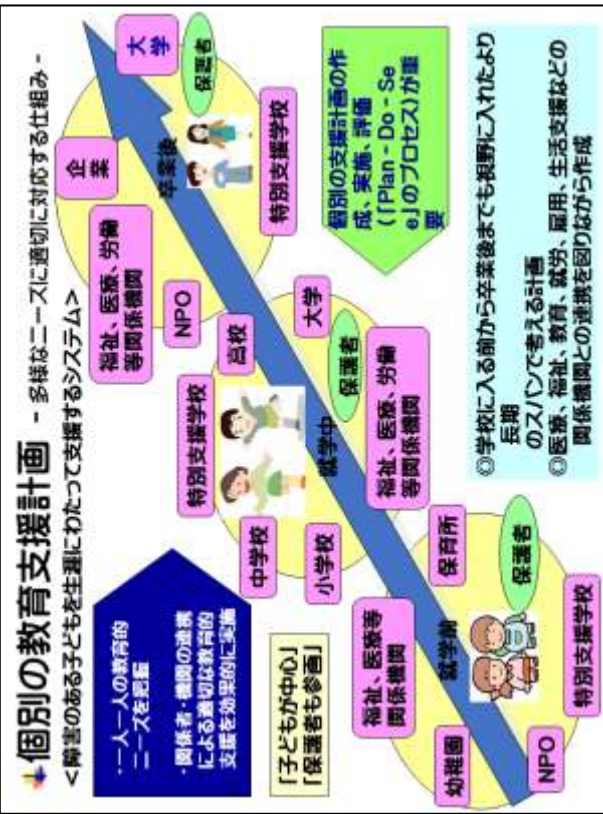 個別の教育支援計画 － 多様なニーズに適切に対応する仕組み －
＜障害のある子どもを生涯にわたって支援するシステム＞
・一人一人の教育的
ニーズを把握
・関係者・機関の連携
による適切な教育的
支援を効果的に実施
「子どもが中心」
「保護者も参画」
福祉、医療等
関係機関
幼稚園
NPO
就学前
保育所
保護者
特別支援学校
特別支援学校
中学校
小学校
高校
就学中
大学
保護者
福祉、医療、労働
等関係機関
福祉、医療、労働
等関係機関
NPO
企業
大学
卒業後
保護者
特別支援学校
個別の支援計画の作
成、実施、評価
（「Plan－Do－Se
e」のプロセス）が重
要
◎学校に入る前から卒業後までも視野に入れたより
長期
のスパンで考える計画
◎医療、福祉、教育、就労、雇用、生活支援などの
関係機関との連携を図りながら作成